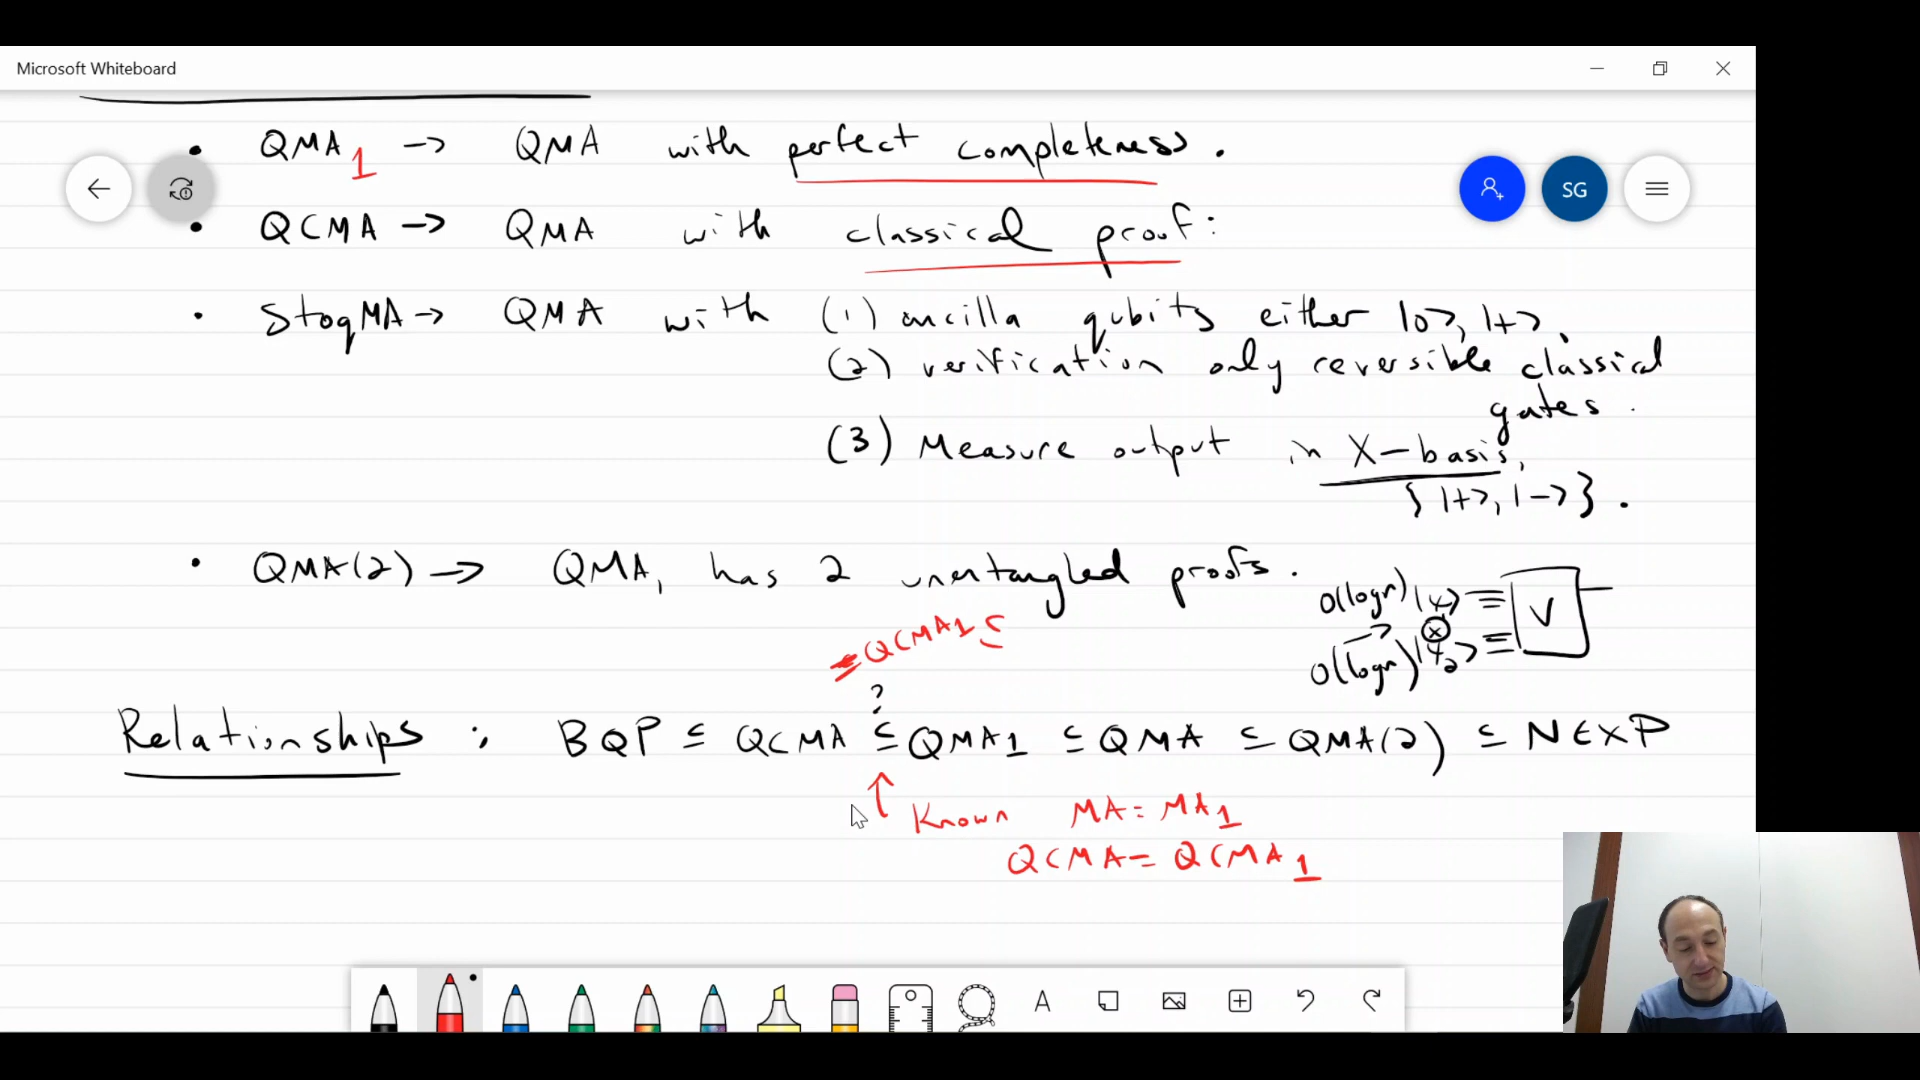 Microsoft Whiteboard
• QMA1 → QMA with perfect completeness.
SG
• QCMA → QMA with classical proof:
• StoqMA → QMA with (1) ancilla qubits either |0>, |+>,
(2) verification only reversible classical
gates.
(3) Measure output in X-basis,
{|+>, |->}.
• QMA(2) → QMA, has 2 unentangled proofs.
O(logn) |ψ1>
⊗ V
O(logn) |ψ2>
= QCMA1 ⊆
?
Relationships: BQP ⊆ QCMA ⊆ QMA1 ⊆ QMA ⊆ QMA(2) ⊆ NEXP
↑ Known MA = MA1
QCMA = QCMA1
A